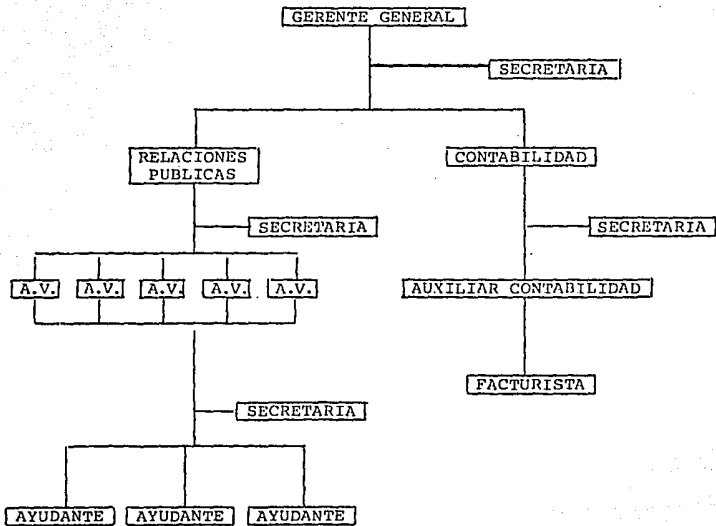 GERENTE GENERAL
SECRETARIA
RELACIONES
PUBLICAS
CONTABILIDAD
SECRETARIA
SECRETARIA
A.V. A.V. A.V. A.V. A.V.
AUXILIAR CONTABILIDAD
FACTURISTA
SECRETARIA
AYUDANTE AYUDANTE AYUDANTE